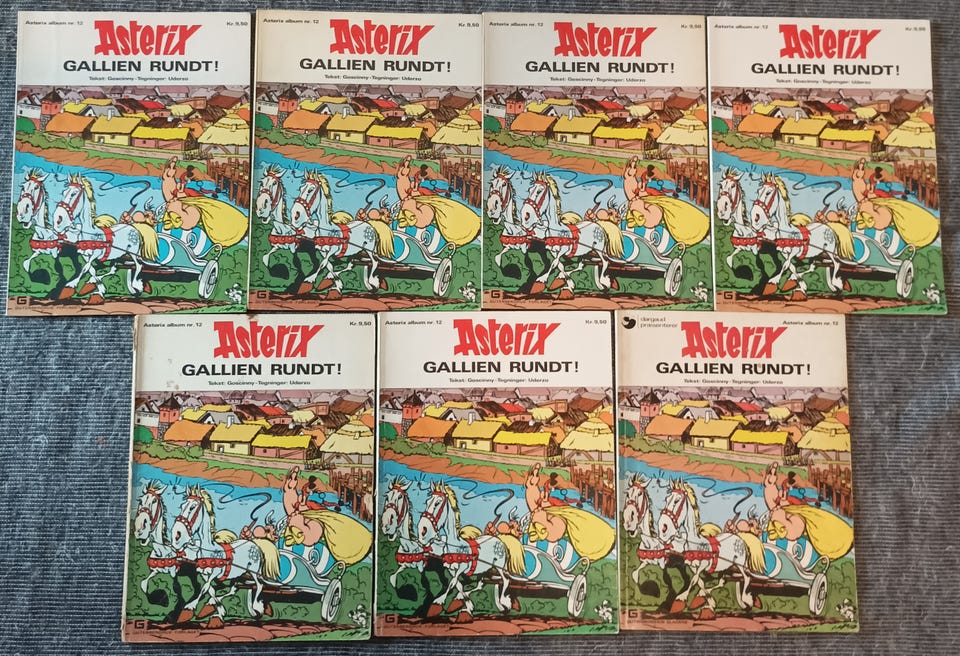 Asterix album nr. 12 Kr. 9,50
Asterix
GALLIEN RUNDT!
Tekst: Goscinny · Tegninger: Uderzo
G
Asterix album nr. 12 Kr. 9,50
Asterix
GALLIEN RUNDT!
Tekst: Goscinny · Tegninger: Uderzo
G
Asterix album nr. 12 Kr. 9,50
Asterix
GALLIEN RUNDT!
Tekst: Goscinny · Tegninger: Uderzo
G
Asterix album nr. 12 Kr. 9,50
Asterix
GALLIEN RUNDT!
Tekst: Goscinny · Tegninger: Uderzo
G
Asterix album nr. 12 Kr. 9,50
Asterix
GALLIEN RUNDT!
Tekst: Goscinny · Tegninger: Uderzo
G
Asterix album nr. 12 Kr. 9,50
Asterix
GALLIEN RUNDT!
Tekst: Goscinny · Tegninger: Uderzo
G
dargaud
præsenterer
Asterix album nr. 12
Asterix
GALLIEN RUNDT!
Tekst: Goscinny · Tegninger: Uderzo
G